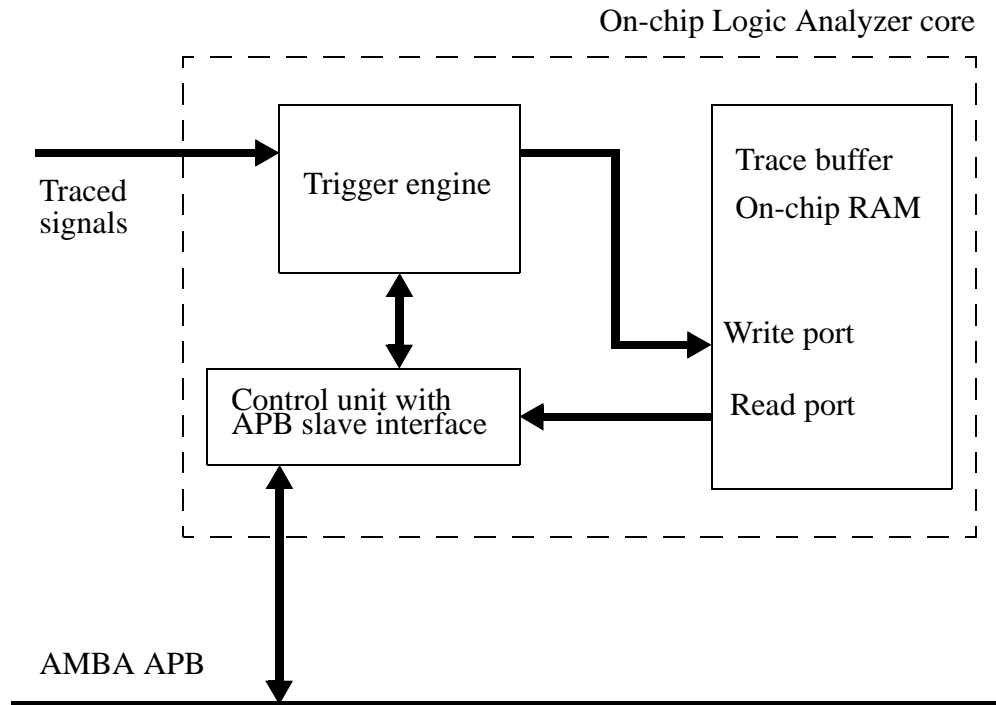 On-chip Logic Analyzer core
Traced
signals
Trigger engine
Trace buffer
On-chip RAM
Write port
Read port
Control unit with
APB slave interface
AMBA APB